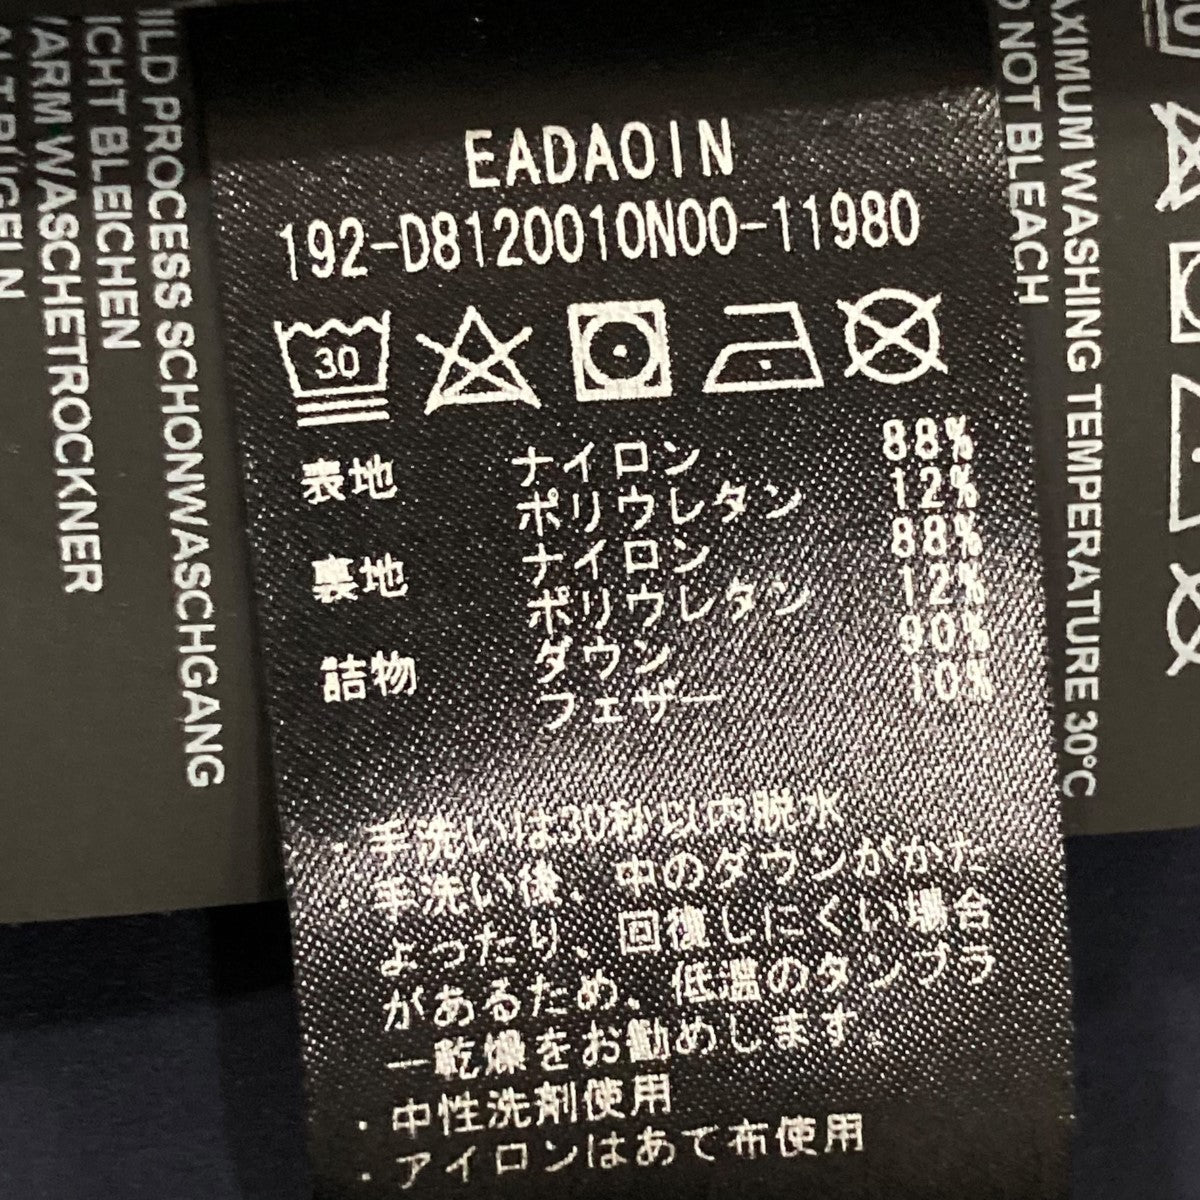 EADAOIN
192-D8120010N00-11980
30
表地 ナイロン 88%
ポリウレタン 12%
裏地 ナイロン 88%
ポリウレタン 12%
詰物 ダウン 90%
フェザー 10%
・手洗いは30秒以内脱水
手洗い後、中のダウンがかた
よったり、回復しにくい場合
があるため、低温のタンブラ
ー乾燥をお勧めします。
・中性洗剤使用
・アイロンはあて布使用
MILD PROCESS SCHONWASCHGANG
NICHT BLEICHEN
WARM WASCHETROCKNER
MAXIMUM WASHING TEMPERATURE 30°C
DO NOT BLEACH